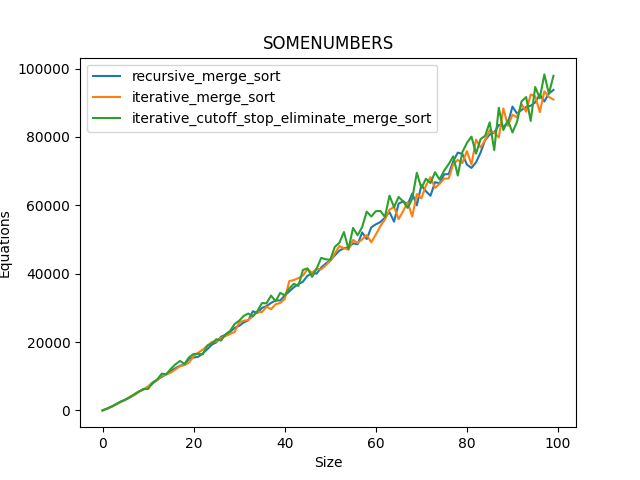 SOMENUMBERS
recursive_merge_sort
iterative_merge_sort
iterative_cutoff_stop_eliminate_merge_sort
100000
80000
60000
40000
20000
0
Equations
0 20 40 60 80 100
Size